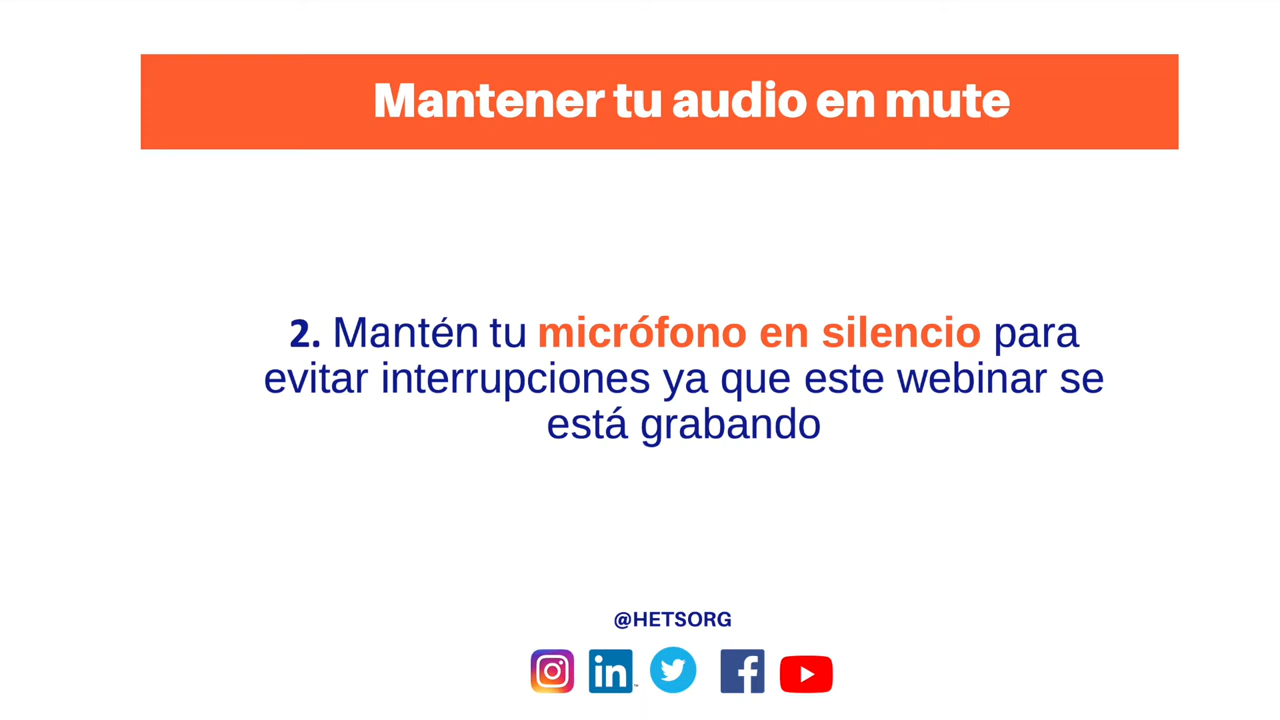 Mantener tu audio en mute
2. Mantén tu micrófono en silencio para
evitar interrupciones ya que este webinar se
está grabando
@HETSORG
in